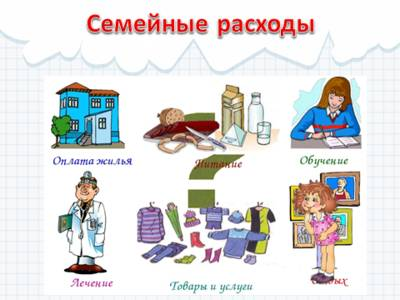 Семейные расходы
Оплата жилья
Питание
Обучение
?
Лечение
Товары и услуги